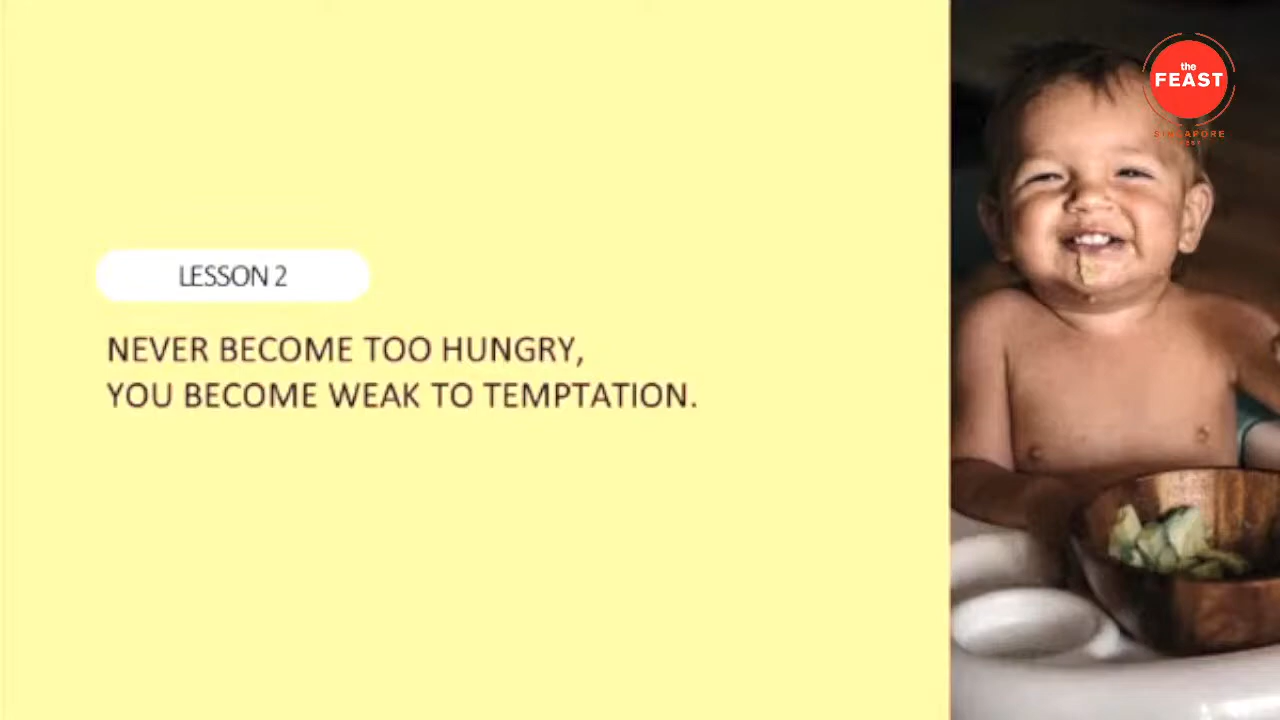 the
FEAST
SINGAPORE
LESSON 2
NEVER BECOME TOO HUNGRY,
YOU BECOME WEAK TO TEMPTATION.